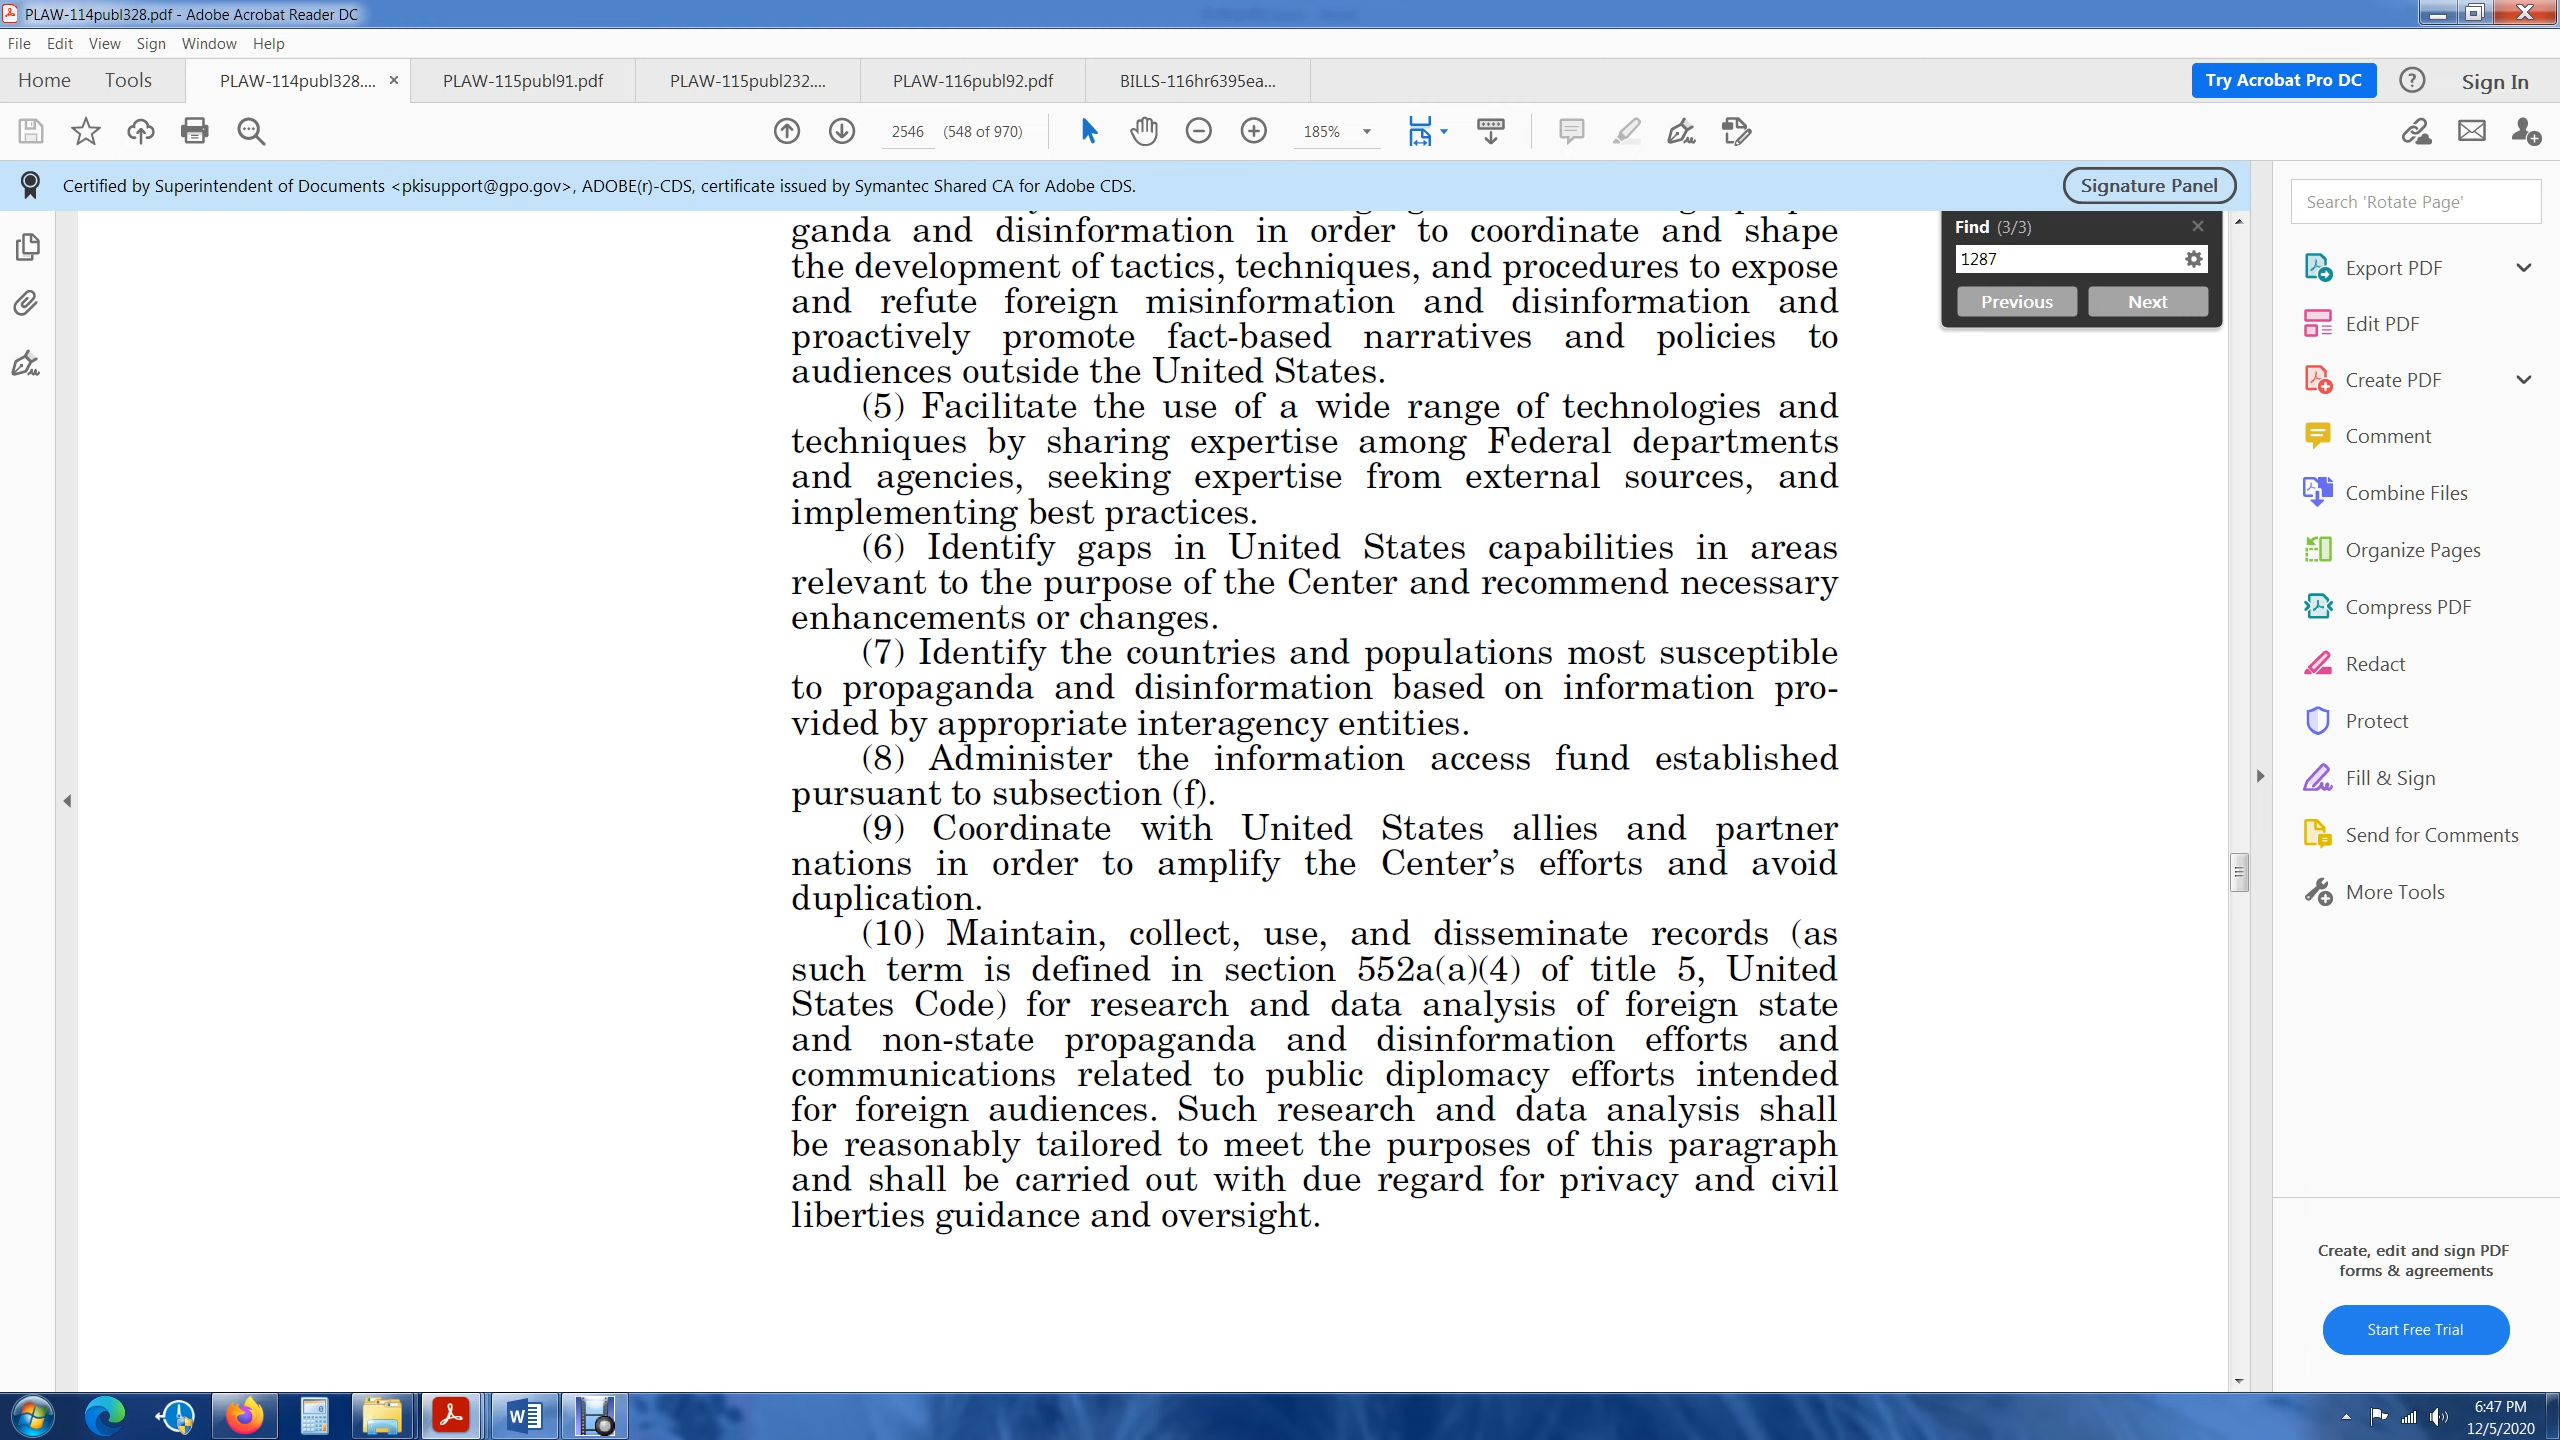 PLAW-114publ328.pdf - Adobe Acrobat Reader DC
File Edit View Sign Window Help
Home Tools PLAW-114publ328.... × PLAW-115publ91.pdf PLAW-115publ232.... PLAW-116publ92.pdf BILLS-116hr6395ea... Try Acrobat Pro DC ? Sign In
2546 (548 of 970) 185%
Certified by Superintendent of Documents <pkisupport@gpo.gov>, ADOBE(r)-CDS, certificate issued by Symantec Shared CA for Adobe CDS. Signature Panel
ganda and disinformation in order to coordinate and shape
the development of tactics, techniques, and procedures to expose
and refute foreign misinformation and disinformation and
proactively promote fact-based narratives and policies to
audiences outside the United States.
(5) Facilitate the use of a wide range of technologies and
techniques by sharing expertise among Federal departments
and agencies, seeking expertise from external sources, and
implementing best practices.
(6) Identify gaps in United States capabilities in areas
relevant to the purpose of the Center and recommend necessary
enhancements or changes.
(7) Identify the countries and populations most susceptible
to propaganda and disinformation based on information pro-
vided by appropriate interagency entities.
(8) Administer the information access fund established
pursuant to subsection (f).
(9) Coordinate with United States allies and partner
nations in order to amplify the Center's efforts and avoid
duplication.
(10) Maintain, collect, use, and disseminate records (as
such term is defined in section 552a(a)(4) of title 5, United
States Code) for research and data analysis of foreign state
and non-state propaganda and disinformation efforts and
communications related to public diplomacy efforts intended
for foreign audiences. Such research and data analysis shall
be reasonably tailored to meet the purposes of this paragraph
and shall be carried out with due regard for privacy and civil
liberties guidance and oversight.
Find (3/3)
1287
Previous Next
Search 'Rotate Page'
Export PDF
Edit PDF
Create PDF
Comment
Combine Files
Organize Pages
Compress PDF
Redact
Protect
Fill & Sign
Send for Comments
More Tools
Create, edit and sign PDF
forms & agreements
Start Free Trial
6:47 PM
12/5/2020